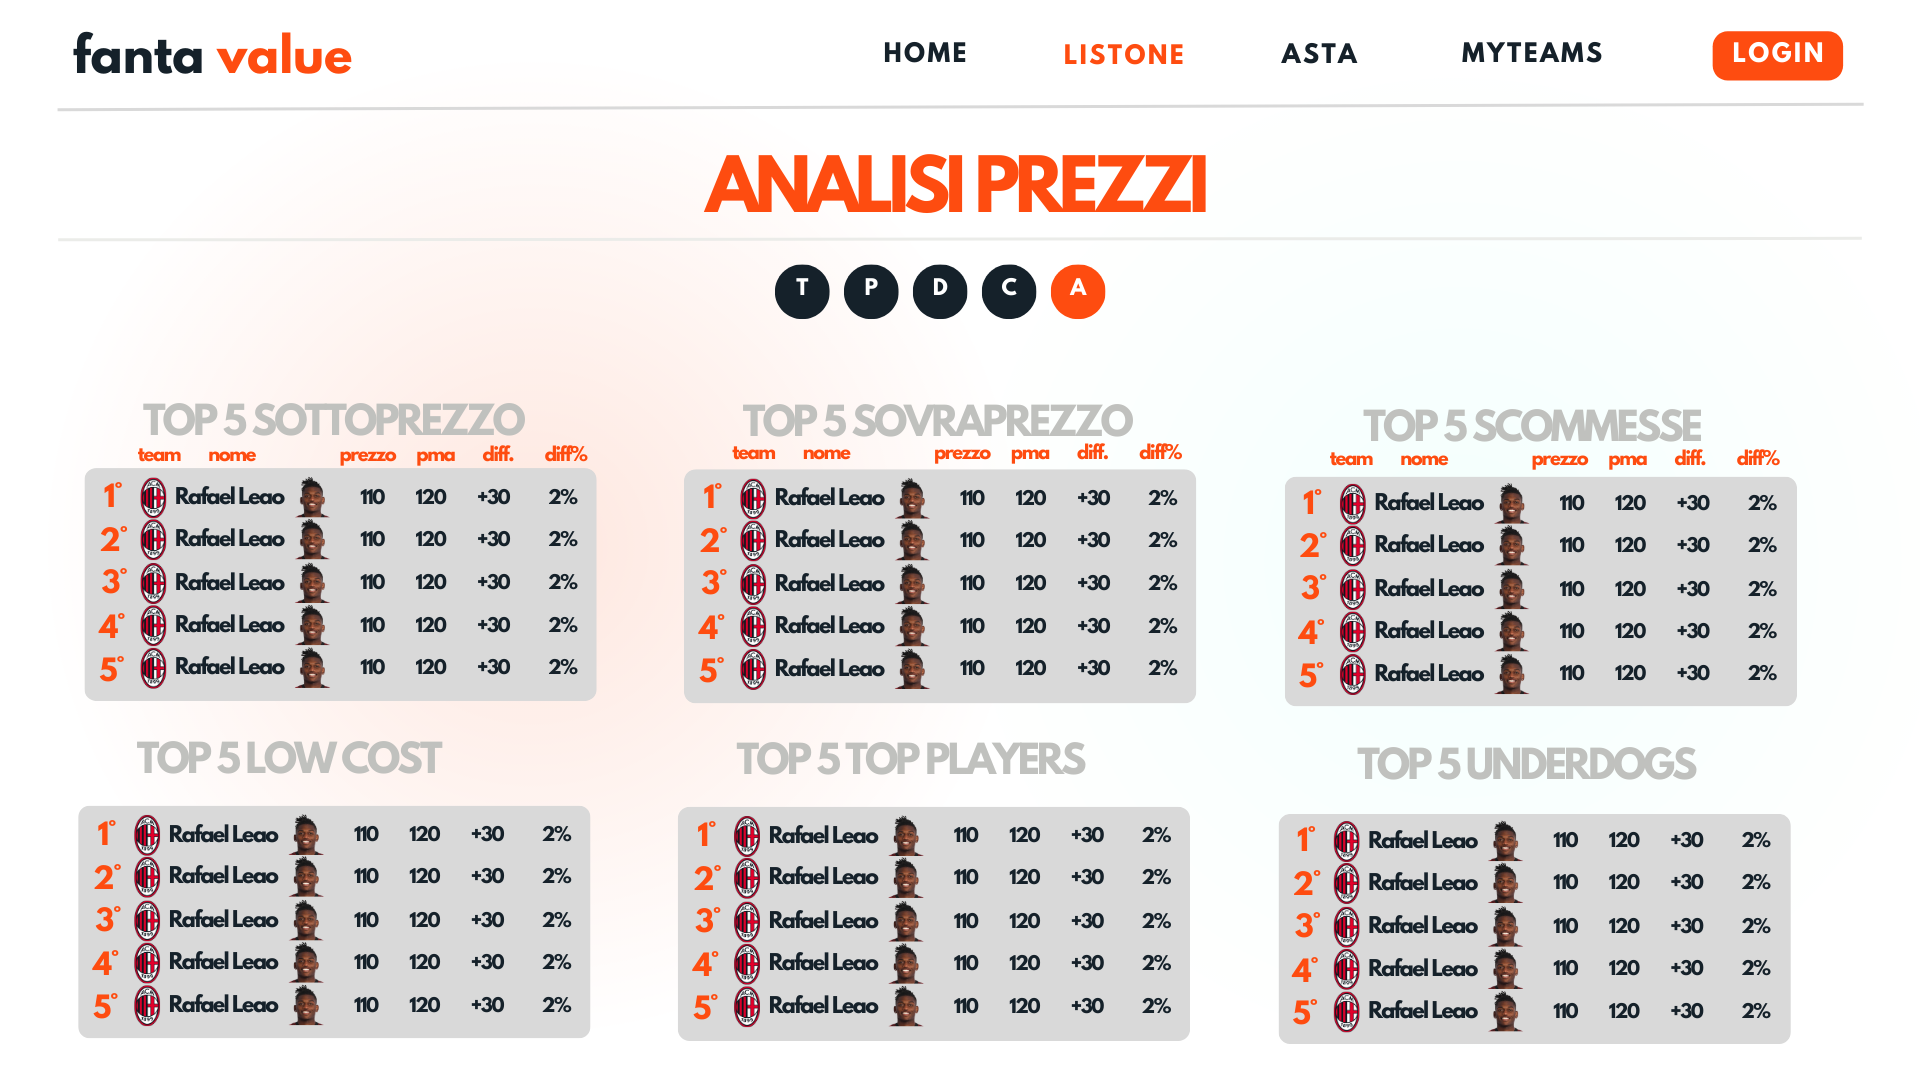 fanta value
HOME LISTONE ASTA MYTEAMS LOGIN
ANALISI PREZZI
T P D C A
TOP 5 SOTTOPREZZO
team nome prezzo pma diff. diff%
1° Rafael Leao 110 120 +30 2%
2° Rafael Leao 110 120 +30 2%
3° Rafael Leao 110 120 +30 2%
4° Rafael Leao 110 120 +30 2%
5° Rafael Leao 110 120 +30 2%
TOP 5 SOVRAPREZZO
team nome prezzo pma diff. diff%
1° Rafael Leao 110 120 +30 2%
2° Rafael Leao 110 120 +30 2%
3° Rafael Leao 110 120 +30 2%
4° Rafael Leao 110 120 +30 2%
5° Rafael Leao 110 120 +30 2%
TOP 5 SCOMMESSE
team nome prezzo pma diff. diff%
1° Rafael Leao 110 120 +30 2%
2° Rafael Leao 110 120 +30 2%
3° Rafael Leao 110 120 +30 2%
4° Rafael Leao 110 120 +30 2%
5° Rafael Leao 110 120 +30 2%
TOP 5 LOW COST
1° Rafael Leao 110 120 +30 2%
2° Rafael Leao 110 120 +30 2%
3° Rafael Leao 110 120 +30 2%
4° Rafael Leao 110 120 +30 2%
5° Rafael Leao 110 120 +30 2%
TOP 5 TOP PLAYERS
1° Rafael Leao 110 120 +30 2%
2° Rafael Leao 110 120 +30 2%
3° Rafael Leao 110 120 +30 2%
4° Rafael Leao 110 120 +30 2%
5° Rafael Leao 110 120 +30 2%
TOP 5 UNDERDOGS
1° Rafael Leao 110 120 +30 2%
2° Rafael Leao 110 120 +30 2%
3° Rafael Leao 110 120 +30 2%
4° Rafael Leao 110 120 +30 2%
5° Rafael Leao 110 120 +30 2%